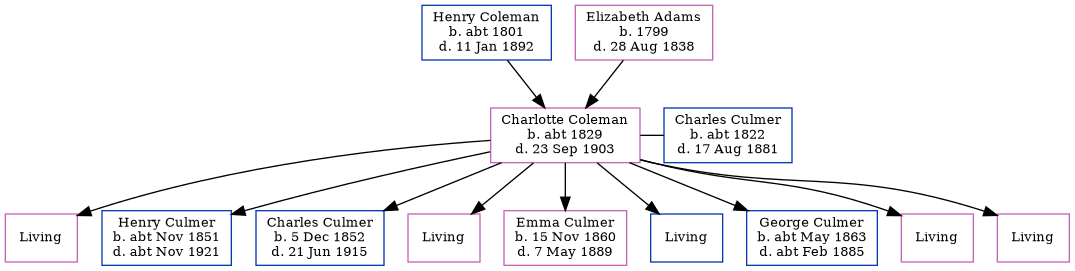 Henry Coleman
b. abt 1801
d. 11 Jan 1892
Elizabeth Adams
b. 1799
d. 28 Aug 1838
Charlotte Coleman
b. abt 1829
d. 23 Sep 1903
Charles Culmer
b. abt 1822
d. 17 Aug 1881
Living
Henry Culmer
b. abt Nov 1851
d. abt Nov 1921
Charles Culmer
b. 5 Dec 1852
d. 21 Jun 1915
Living
Emma Culmer
b. 15 Nov 1860
d. 7 May 1889
Living
George Culmer
b. abt May 1863
d. abt Feb 1885
Living
Living